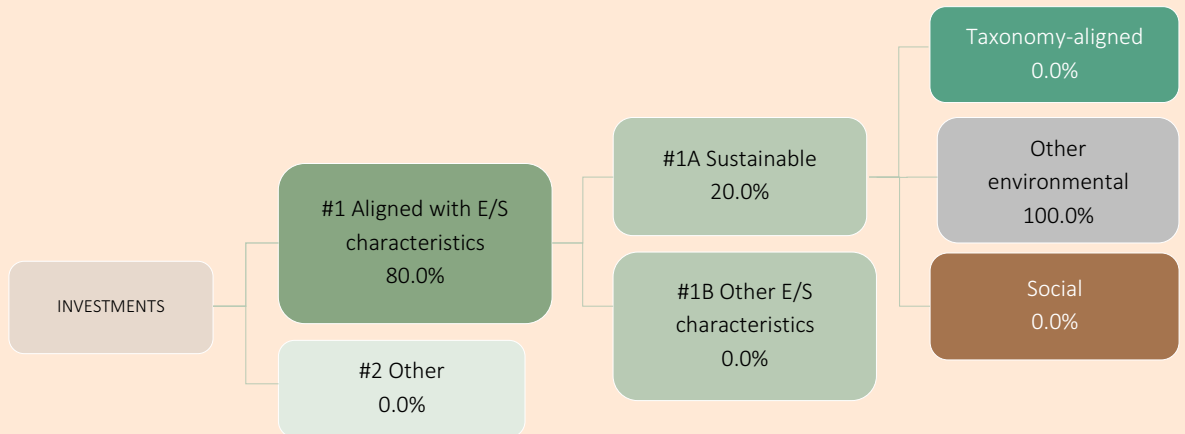 INVESTMENTS
#1 Aligned with E/S
characteristics
80.0%
#2 Other
0.0%
#1A Sustainable
20.0%
#1B Other E/S
characteristics
0.0%
Taxonomy-aligned
0.0%
Other
environmental
100.0%
Social
0.0%